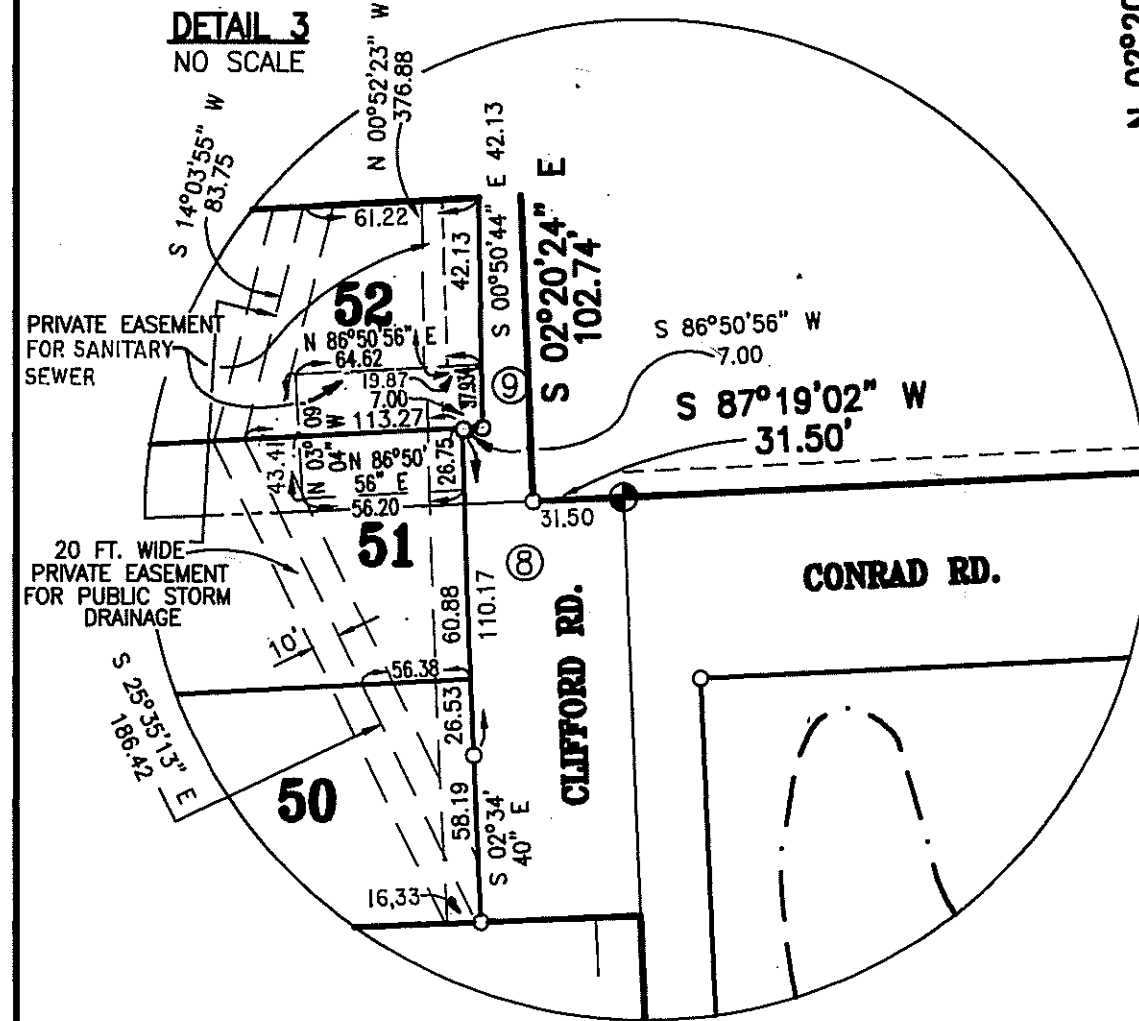 DETAIL 3
NO SCALE
S 14°03'55" W
83.75
N 00°52'23" W
376.88
S 00°50'44" E 42.13
S 02°20'24" E
102.74'
N 02°20
61.22
42.13
52
PRIVATE EASEMENT
FOR SANITARY
SEWER
N 86°50'56" E
64.62
19.87
7.00
113.27
9
S 86°50'56" W
7.00
S 87°19'02" W
31.50'
43.41
N 03°
04'
09"
W
N 86°50'
56" E
56.20
26.75
31.50
51
8
20 FT. WIDE
PRIVATE EASEMENT
FOR PUBLIC STORM
DRAINAGE
CONRAD RD.
CLIFFORD RD.
60.88
110.17
10'
56.38
26.53
S 25°35'13" E
186.42
50
58.19
S 02°34'
40" E
16,33